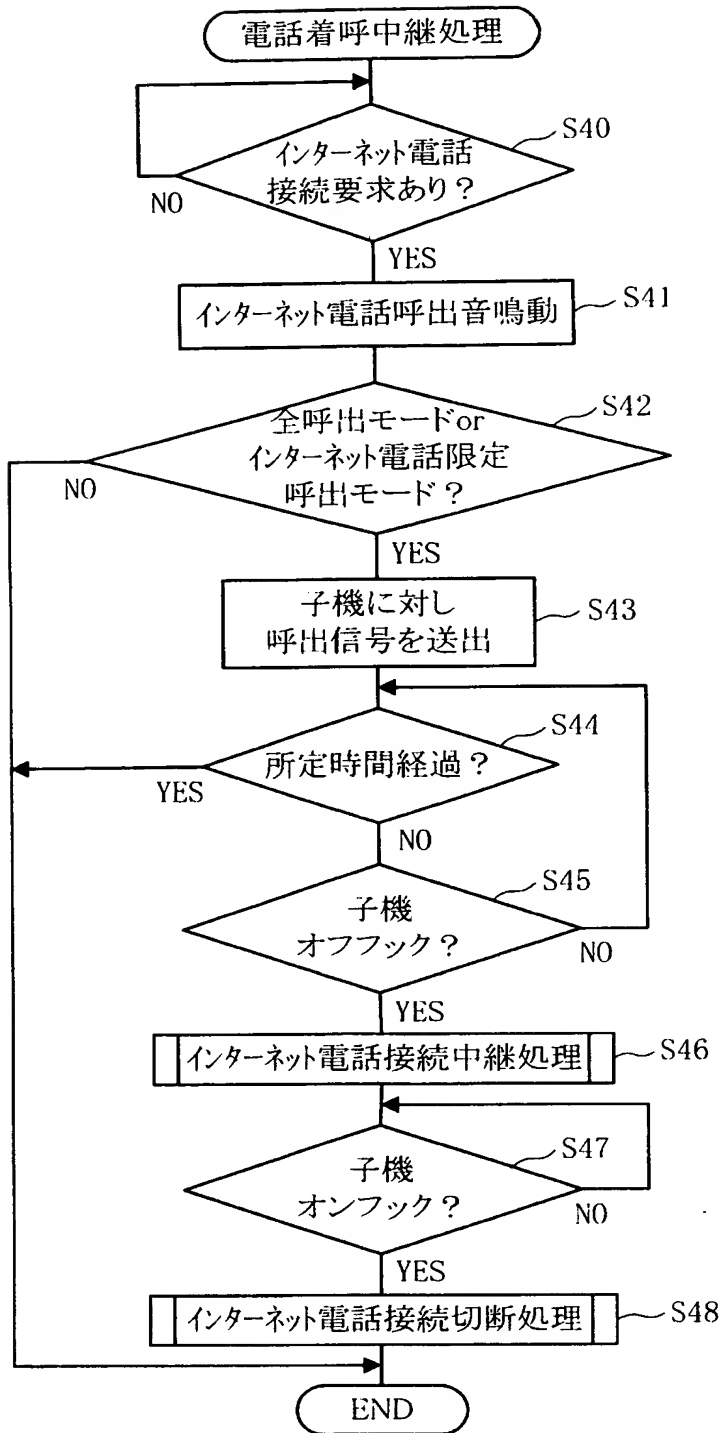 電話着呼中継処理
S40
インターネット電話
接続要求あり？
NO
YES
S41
インターネット電話呼出音鳴動
S42
全呼出モードor
インターネット電話限定
呼出モード？
NO
YES
S43
子機に対し
呼出信号を送出
S44
所定時間経過？
YES
NO
S45
子機
オフフック？
NO
YES
インターネット電話接続中継処理
S46
S47
子機
オンフック？
NO
YES
インターネット電話接続切断処理
S48
END